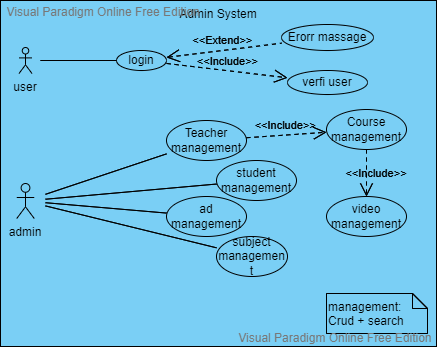 Visual Paradigm Online Free Edition
Admin System
<<Extend>>
Erorr massage
login
<<Include>>
verfi user
user
Teacher
management
<<Include>>
Course
management
student
management
<<Include>>
admin
ad
management
video
management
subject
managemen
t
management:
Crud + search
Visual Paradigm Online Free Edition